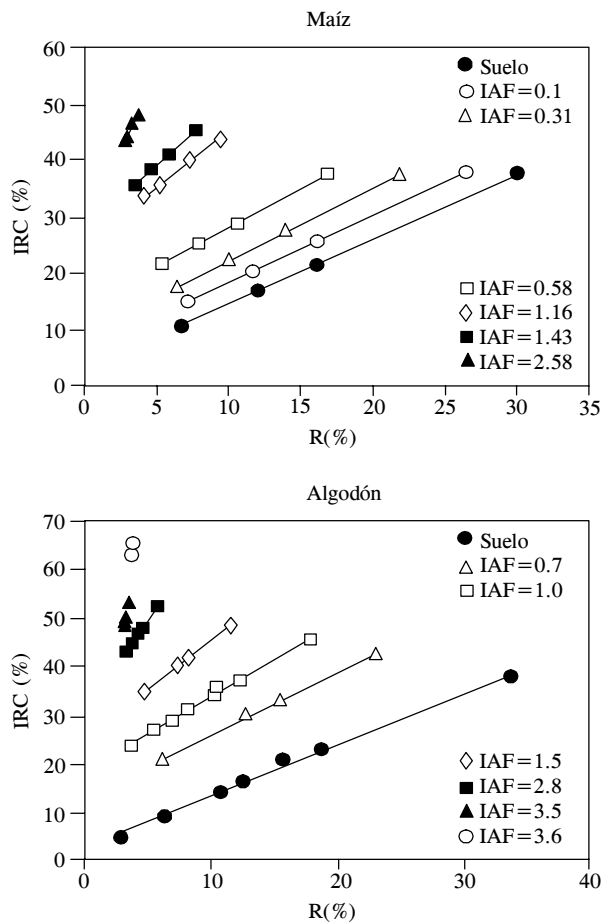 Maíz
60
50
40
30
20
10
0
IRC (%)
Suelo
IAF=0.1
IAF=0.31
IAF=0.58
IAF=1.16
IAF=1.43
IAF=2.58
0 5 10 15 20 25 30 35
R(%)
Algodón
70
60
50
40
30
20
10
0
IRC (%)
Suelo
IAF=0.7
IAF=1.0
IAF=1.5
IAF=2.8
IAF=3.5
IAF=3.6
0 10 20 30 40
R(%)